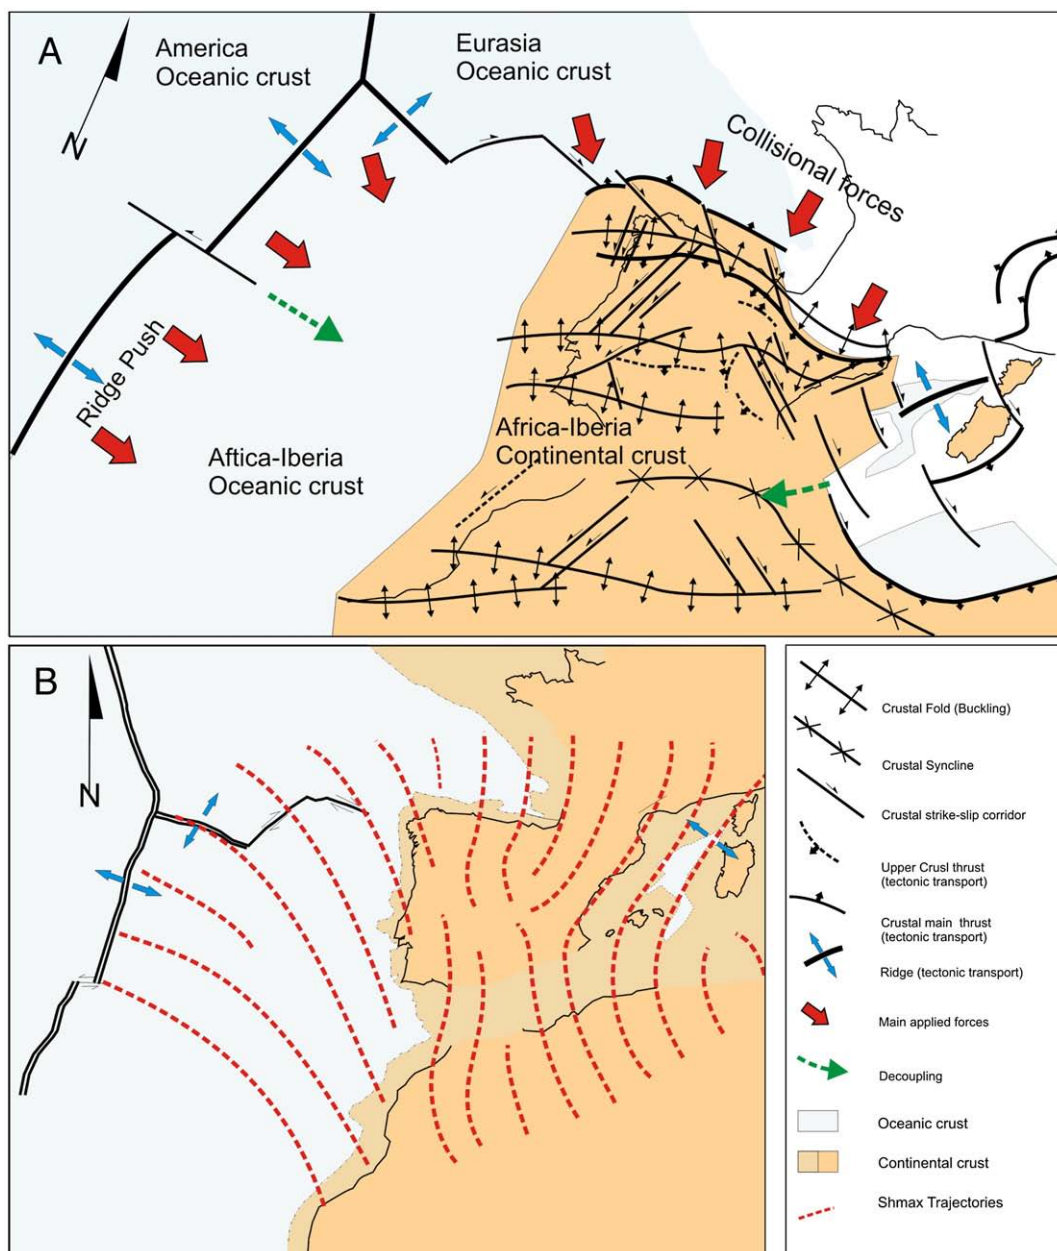 A
America
Oceanic crust
Eurasia
Oceanic crust
N
Collisional forces
Ridge Push
Aftica-Iberia
Oceanic crust
Africa-Iberia
Continental crust
B
N
Crustal Fold (Buckling)
Crustal Syncline
Crustal strike-slip corridor
Upper Crusl thrust
(tectonic transport)
Crustal main thrust
(tectonic transport)
Ridge (tectonic transport)
Main applied forces
Decoupling
Oceanic crust
Continental crust
Shmax Trajectories